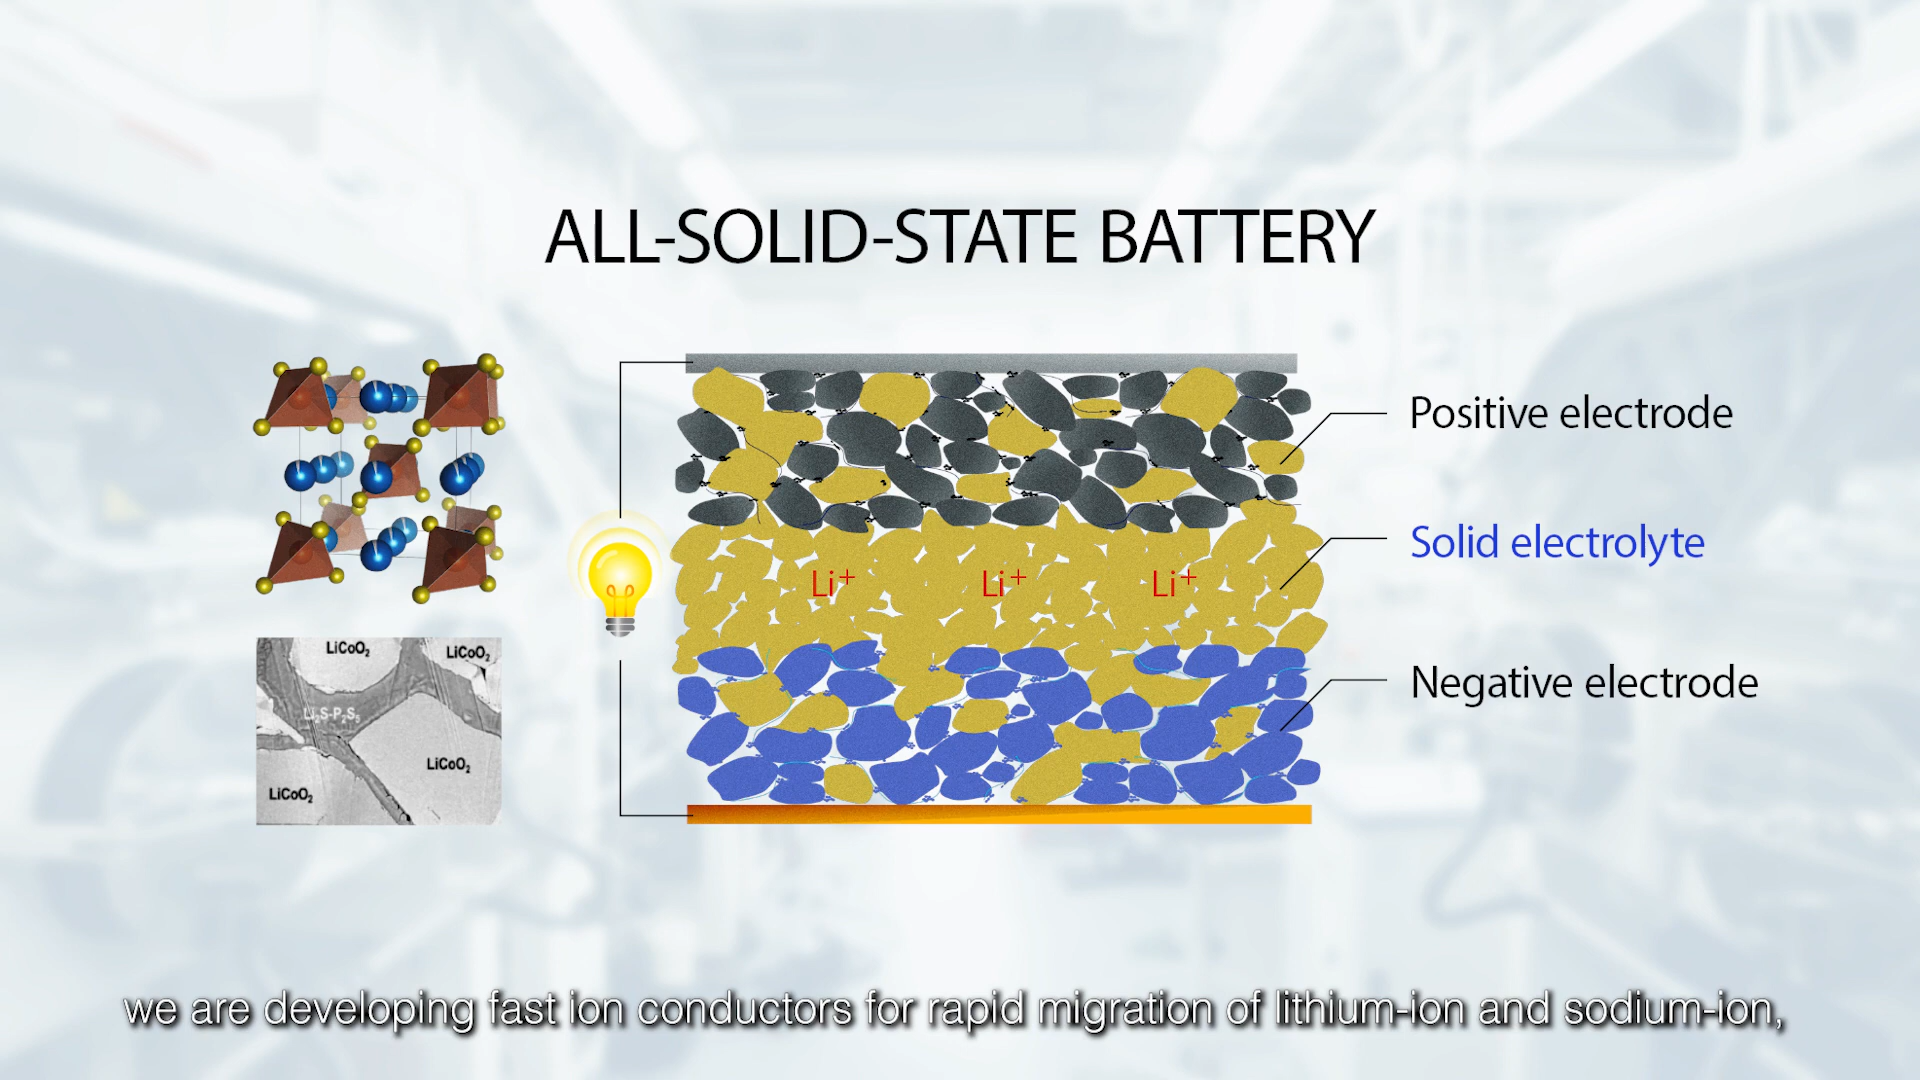 ALL-SOLID-STATE BATTERY
Positive electrode
Solid electrolyte
Negative electrode
Li⁺ Li⁺ Li⁺
LiCoO₂
LiCoO₂
Li₂S-P₂S₅
LiCoO₂
LiCoO₂
we are developing fast ion conductors for rapid migration of lithium-ion and sodium-ion,